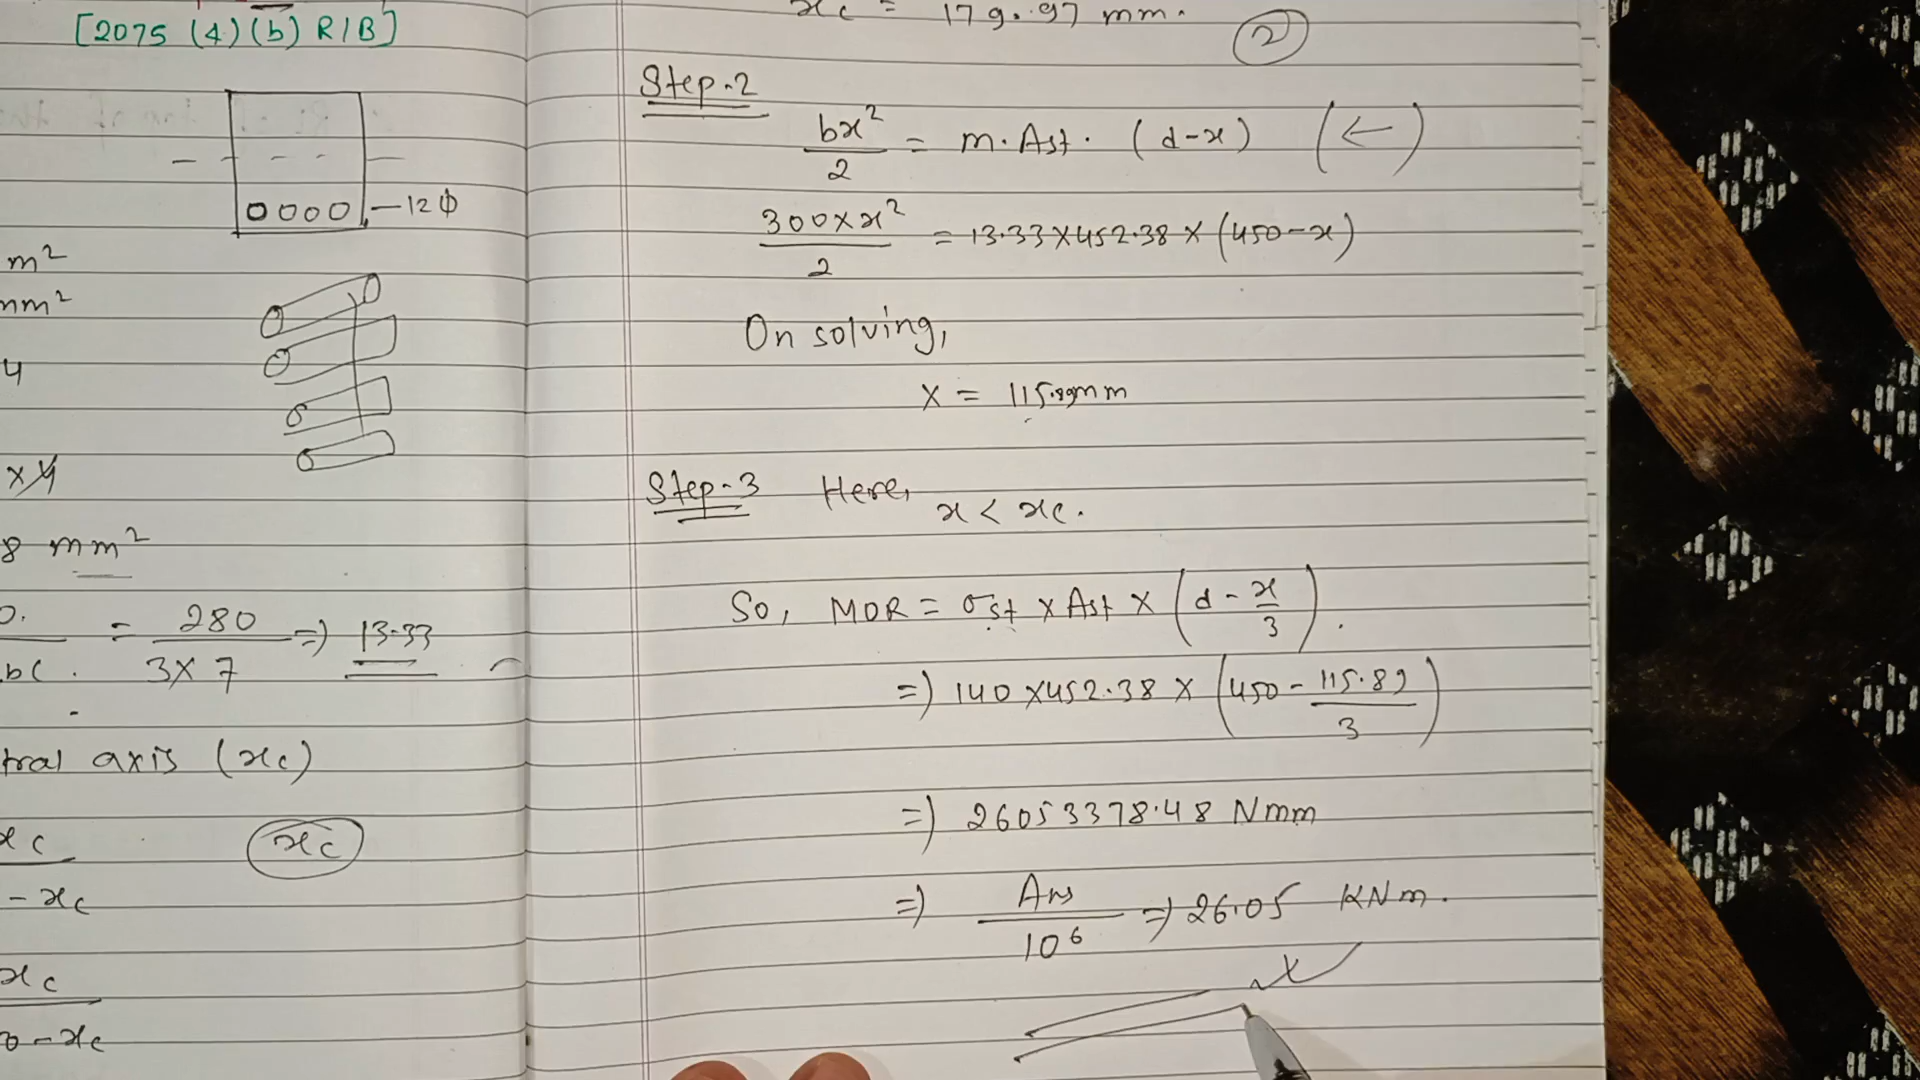 [2075 (4)(b) R/B]
—12ϕ
m²
mm²
4
x4
8 mm²
= 280 / 3x7 => 13.33
bc.
tral axis (xc)
xc
xc
- xc
xc
0-xc
xc = 179.97 mm.
2
Step-2
bx²/2 = m.Ast. (d-x) (←)
300×x²/2 = 13.33×452.38×(450-x)
On solving,
x = 115.89mm
Step-3 Here,
x < xc.
So, MOR = σst × Ast × (d - x/3).
=) 140×452.38×(450 - 115.89/3)
=) 26053378.48 Nmm
=) Ans/10⁶ => 26.05 KNm.